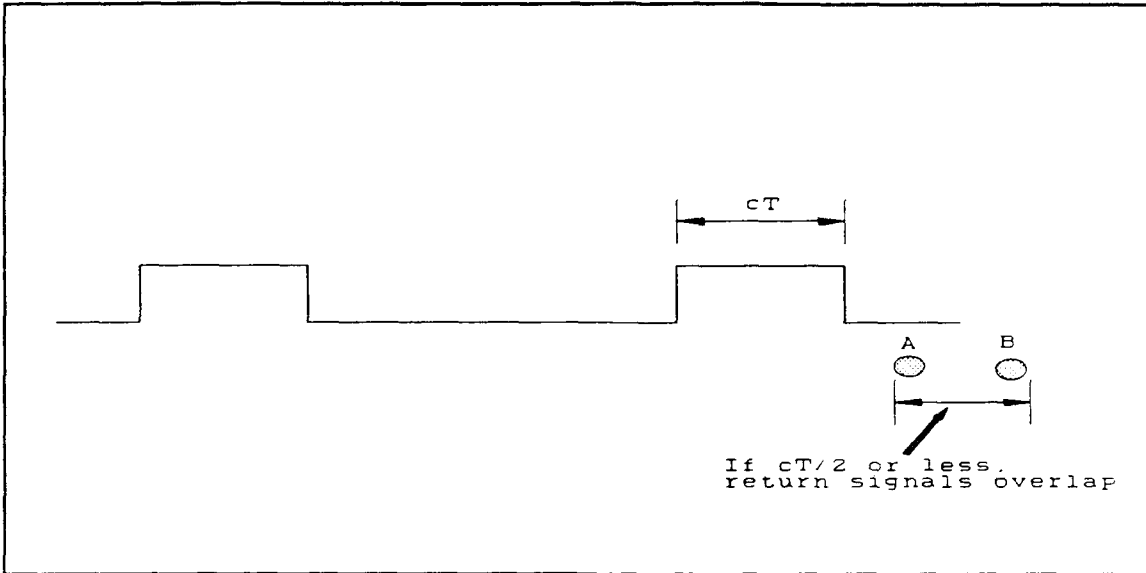 cT
A B
If cT/2 or less,
return signals overlap